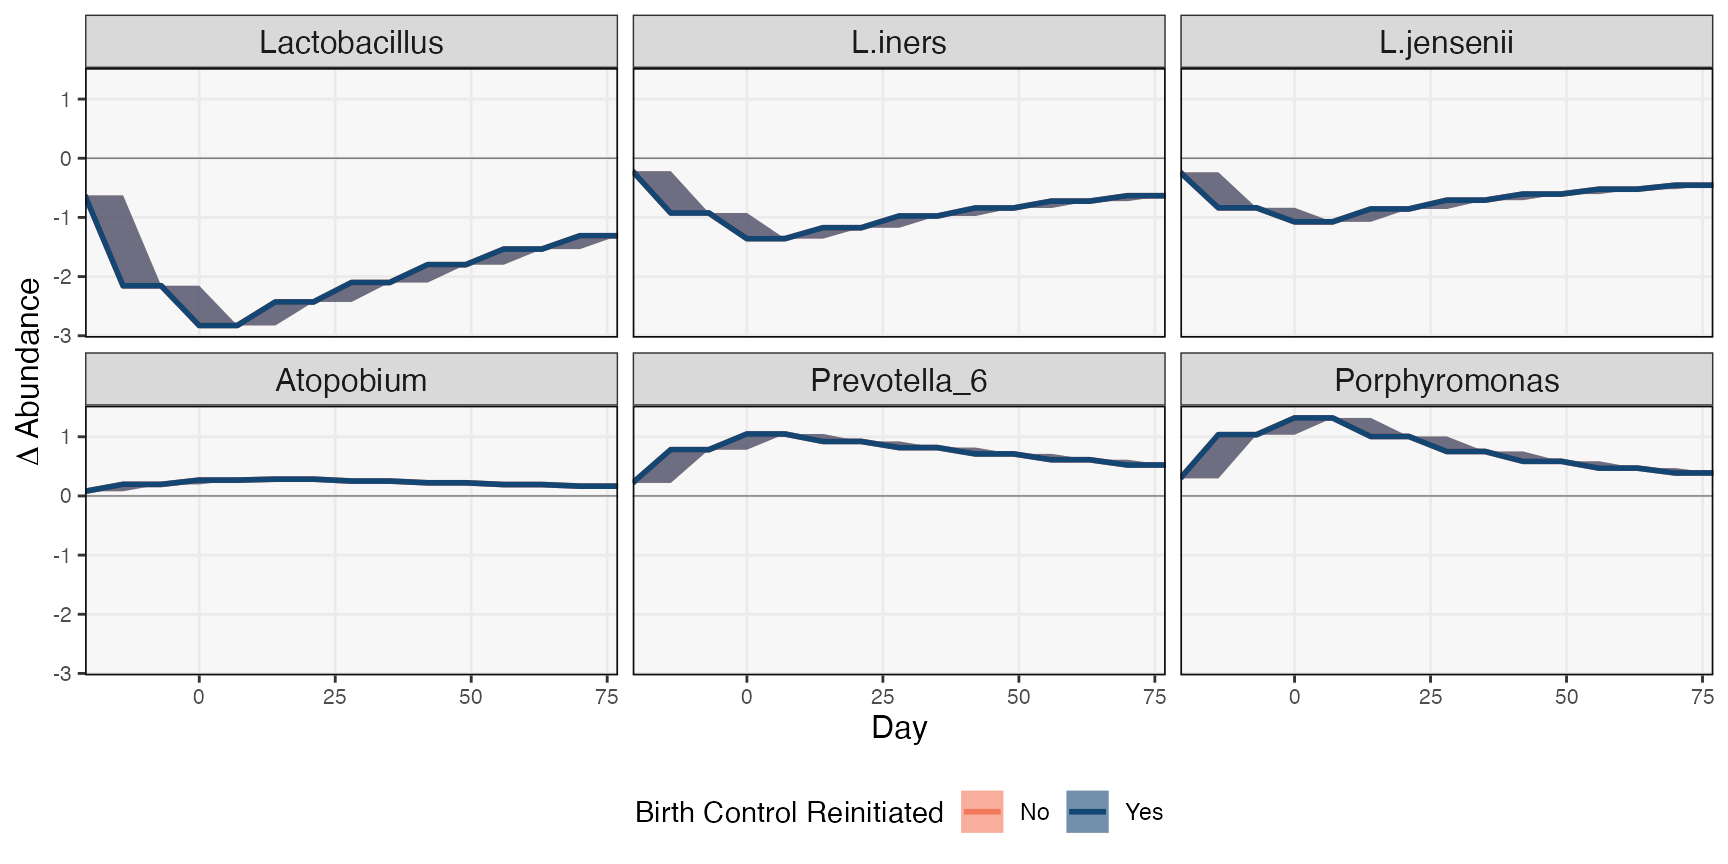 Lactobacillus L.iners L.jensenii
1
0
-1
-2
-3
Atopobium Prevotella_6 Porphyromonas
1
0
-1
-2
-3
0 25 50 75 0 25 50 75 0 25 50 75
Δ Abundance
Day
Birth Control Reinitiated No Yes